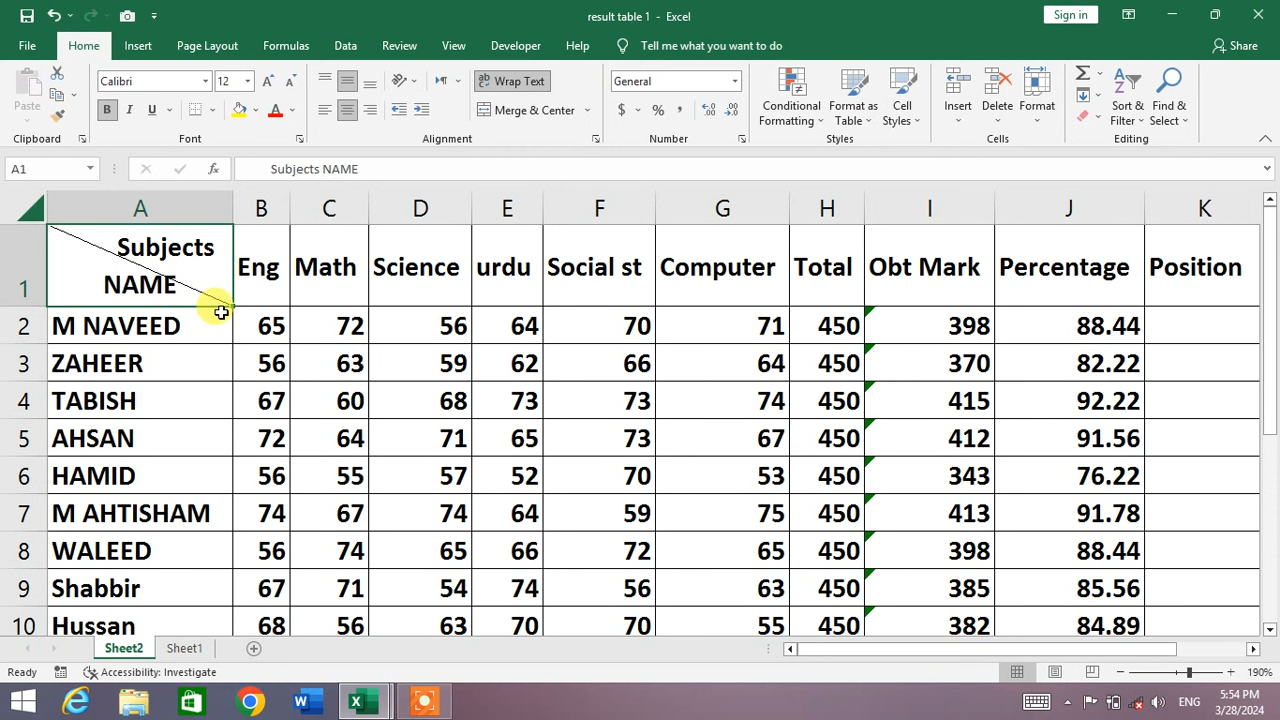 result table 1 - Excel
Sign in
File Home Insert Page Layout Formulas Data Review View Developer Help Tell me what you want to do Share
Paste
Calibri 12
B I U
Wrap Text
Merge & Center
General
$ %
Conditional Formatting
Format as Table
Cell Styles
Insert
Delete
Format
Sort & Filter
Find & Select
Clipboard Font Alignment Number Styles Cells Editing
A1 fx Subjects NAME
A B C D E F G H I J K
1 Subjects NAME Eng Math Science urdu Social st Computer Total Obt Mark Percentage Position
2 M NAVEED 65 72 56 64 70 71 450 398 88.44
3 ZAHEER 56 63 59 62 66 64 450 370 82.22
4 TABISH 67 60 68 73 73 74 450 415 92.22
5 AHSAN 72 64 71 65 73 67 450 412 91.56
6 HAMID 56 55 57 52 70 53 450 343 76.22
7 M AHTISHAM 74 67 74 64 59 75 450 413 91.78
8 WALEED 56 74 65 66 72 65 450 398 88.44
9 Shabbir 67 71 54 74 56 63 450 385 85.56
10 Hussan 68 56 63 70 70 55 450 382 84.89
Sheet2 Sheet1
Ready Accessibility: Investigate 190%
ENG
5:54 PM
3/28/2024